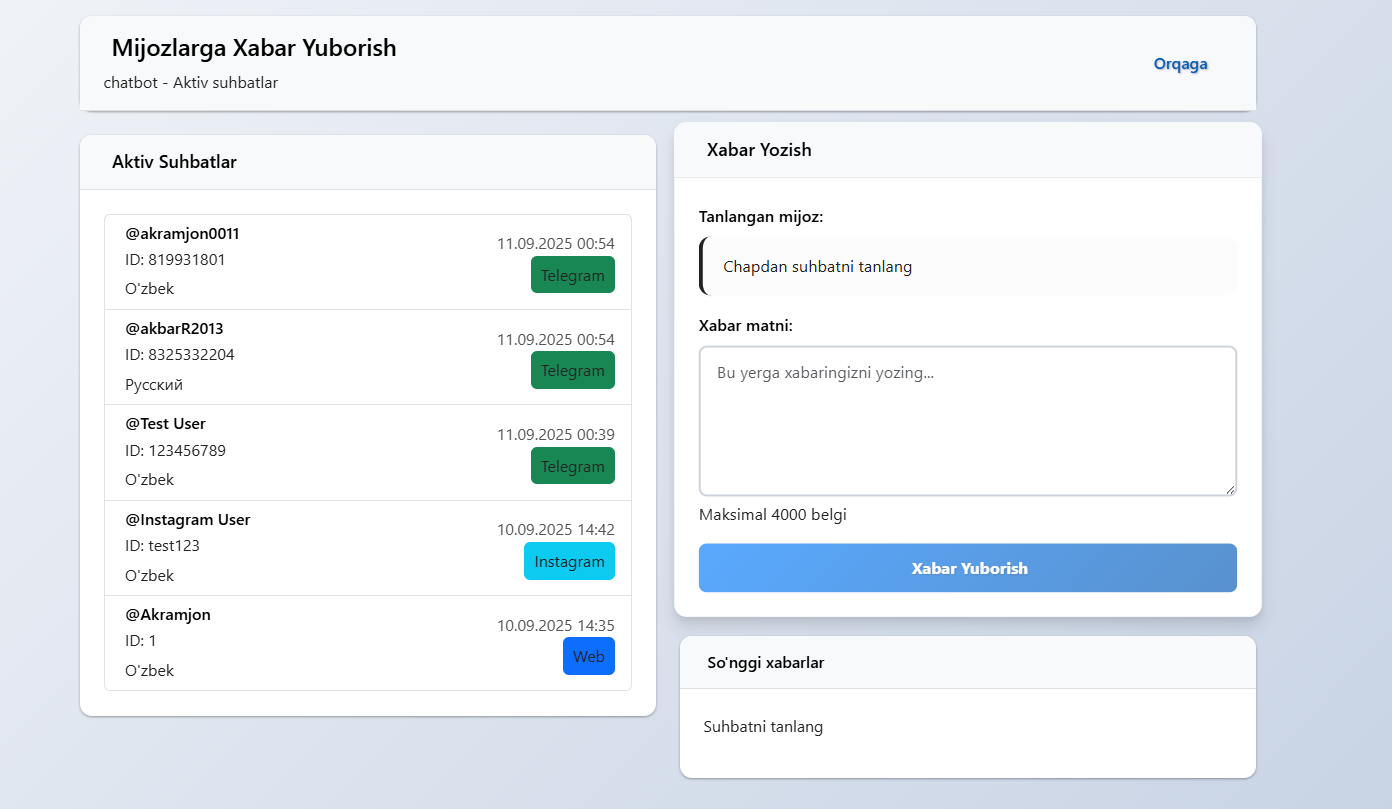 Mijozlarga Xabar Yuborish
chatbot - Aktiv suhbatlar
Orqaga
Aktiv Suhbatlar
@akramjon0011
ID: 819931801
O'zbek
11.09.2025 00:54
Telegram
@akbarR2013
ID: 8325332204
Русский
11.09.2025 00:54
Telegram
@Test User
ID: 123456789
O'zbek
11.09.2025 00:39
Telegram
@Instagram User
ID: test123
O'zbek
10.09.2025 14:42
Instagram
@Akramjon
ID: 1
O'zbek
10.09.2025 14:35
Web
Xabar Yozish
Tanlangan mijoz:
Chapdan suhbatni tanlang
Xabar matni:
Bu yerga xabaringizni yozing...
Maksimal 4000 belgi
Xabar Yuborish
So'nggi xabarlar
Suhbatni tanlang